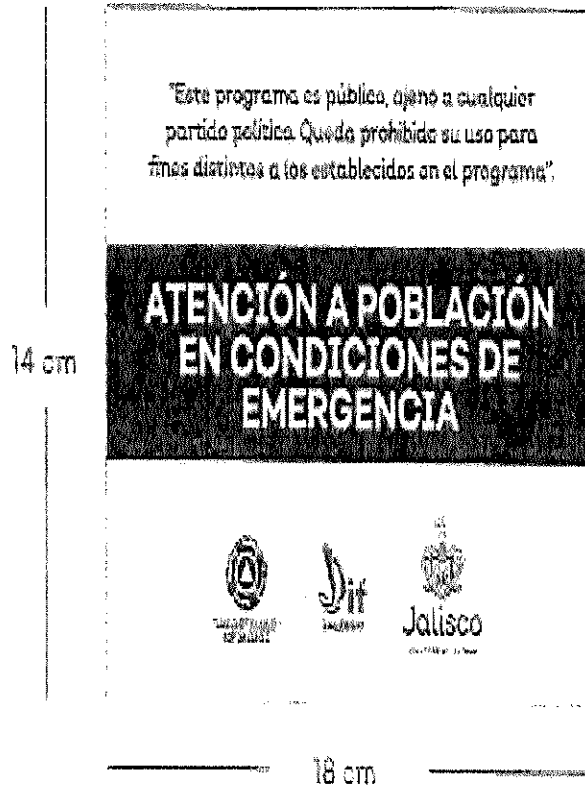 "Este programa es público, ajeno a cualquier
partido político. Queda prohibido su uso para
fines distintos a los establecidos en el programa".
ATENCIÓN A POBLACIÓN
EN CONDICIONES DE
EMERGENCIA
14 cm
Dif
Jalisco
18 cm